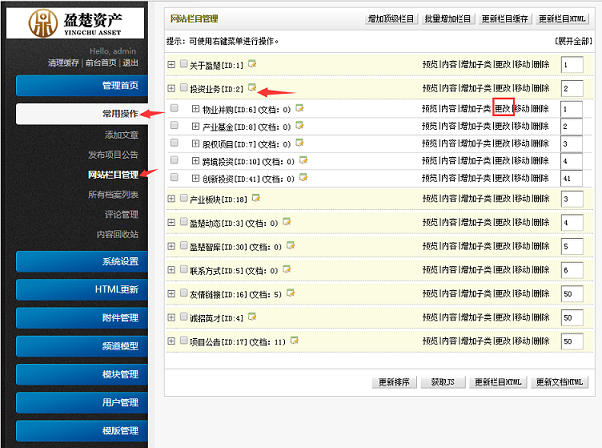 盈楚资产
YINGCHU ASSET
Hello, admin
清理缓存 | 前台首页 | 退出
管理首页
常用操作
添加文章
发布项目公告
网站栏目管理
所有档案列表
评论管理
内容回收站
系统设置
HTML更新
附件管理
频道模型
模块管理
用户管理
模版管理
网站栏目管理
增加顶级栏目 批量增加栏目 更新栏目缓存 更新栏目HTML
提示：可使用右键菜单进行操作。 [展开全部]
关于盈楚[ID:1] 预览|内容|增加子类|更改|移动|删除 1
投资业务[ID:2] 预览|内容|增加子类|更改|移动|删除 2
物业并购[ID:6](文档：0) 预览|内容|增加子类|更改|移动|删除 1
产业基金[ID:8](文档：0) 预览|内容|增加子类|更改|移动|删除 2
股权项目[ID:7](文档：0) 预览|内容|增加子类|更改|移动|删除 3
跨境投资[ID:10](文档：0) 预览|内容|增加子类|更改|移动|删除 4
创新投资[ID:41](文档：0) 预览|内容|增加子类|更改|移动|删除 41
产业板块[ID:18] 预览|内容|增加子类|更改|移动|删除 3
盈楚动态[ID:3](文档：0) 预览|内容|增加子类|更改|移动|删除 4
盈楚智库[ID:30](文档：0) 预览|内容|增加子类|更改|移动|删除 5
联系方式[ID:5](文档：0) 预览|内容|增加子类|更改|移动|删除 6
友情链接[ID:16](文档：5) 预览|内容|增加子类|更改|移动|删除 50
诚招英才[ID:4] 预览|内容|增加子类|更改|移动|删除 50
项目公告[ID:17](文档：11) 预览|内容|增加子类|更改|移动|删除 50
更新排序 获取JS 更新栏目HTML 更新文档HTML